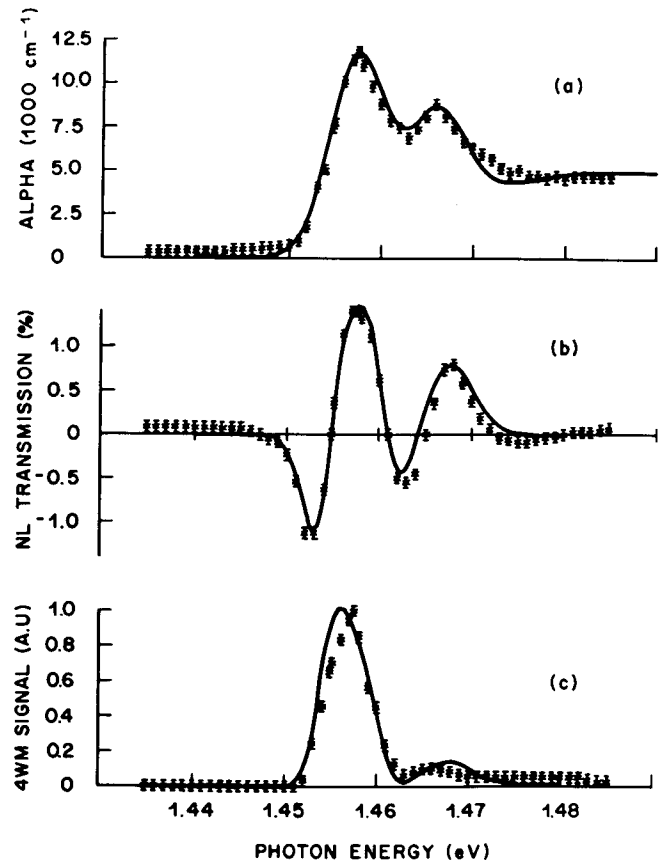 12.5
10.0
7.5
5.0
2.5
0
ALPHA (1000 cm⁻¹)
(a)
1.0
0.5
0
-0.5
-1.0
NL TRANSMISSION (%)
(b)
1.0
0.8
0.6
0.4
0.2
0
4WM SIGNAL (A.U)
(c)
1.44 1.45 1.46 1.47 1.48
PHOTON ENERGY (eV)